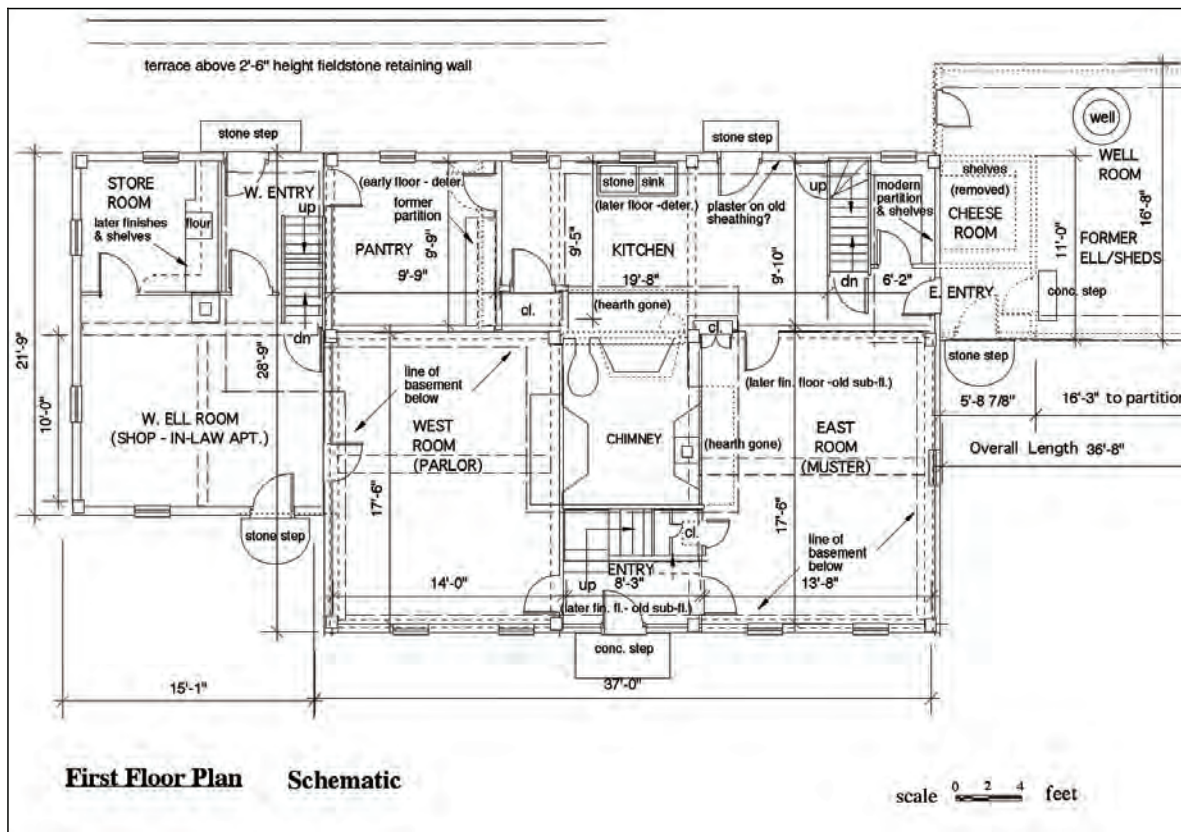 terrace above 2'-6" height fieldstone retaining wall
stone step
stone step
well
STORE
ROOM
later finishes
& shelves
flour
W. ENTRY
up
(early floor - deter.)
former
partition
PANTRY
9'-9"
9'-9"
stone
sink
(later floor -deter.)
KITCHEN
9'-5"
19'-8"
plaster on old
sheathing?
9'-10"
up
modern
partition
& shelves
shelves
(removed)
CHEESE
ROOM
WELL
ROOM
16'-8"
11'-0"
FORMER
ELL/SHEDS
6'-2"
dn
E. ENTRY
conc. step
stone step
cl.
(hearth gone)
cl.
dn
21'-9"
28'-9"
10'-0"
W. ELL ROOM
(SHOP - IN-LAW APT.)
stone step
line of
basement
below
WEST
ROOM
(PARLOR)
17'-6"
14'-0"
CHIMNEY
(hearth gone)
(later fin. floor -old sub-fl.)
EAST
ROOM
(MUSTER)
17'-6"
line of
basement
below
13'-8"
cl.
ENTRY
up
8'-3"
(later fin. fl.- old sub-fl.)
conc. step
5'-8 7/8"
16'-3" to partition
Overall Length 36'-8"
15'-1"
37'-0"
First Floor Plan Schematic
scale 0 2 4 feet